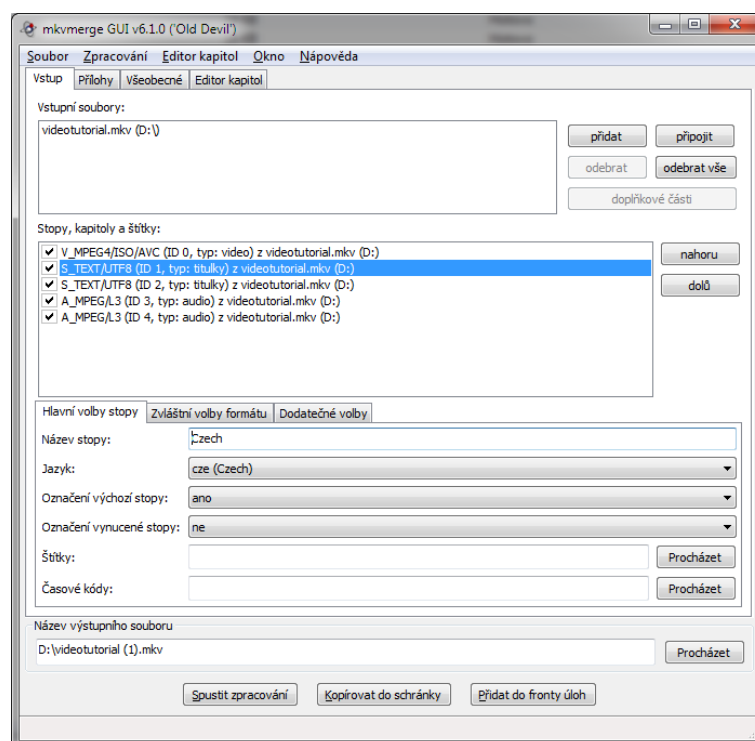 mkvmerge GUI v6.1.0 ('Old Devil')
Soubor Zpracování Editor kapitol Okno Nápověda
Vstup Přílohy Všeobecné Editor kapitol
Vstupní soubory:
videotutorial.mkv (D:\)
přidat připojit
odebrat odebrat vše
doplňkové části
Stopy, kapitoly a štítky:
V_MPEG4/ISO/AVC (ID 0, typ: video) z videotutorial.mkv (D:)
S_TEXT/UTF8 (ID 1, typ: titulky) z videotutorial.mkv (D:)
S_TEXT/UTF8 (ID 2, typ: titulky) z videotutorial.mkv (D:)
A_MPEG/L3 (ID 3, typ: audio) z videotutorial.mkv (D:)
A_MPEG/L3 (ID 4, typ: audio) z videotutorial.mkv (D:)
nahoru
dolů
Hlavní volby stopy Zvláštní volby formátu Dodatečné volby
Název stopy: Czech
Jazyk: cze (Czech)
Označení výchozí stopy: ano
Označení vynucené stopy: ne
Štítky: Procházet
Časové kódy: Procházet
Název výstupního souboru
D:\videotutorial (1).mkv Procházet
Spustit zpracování Kopírovat do schránky Přidat do fronty úloh